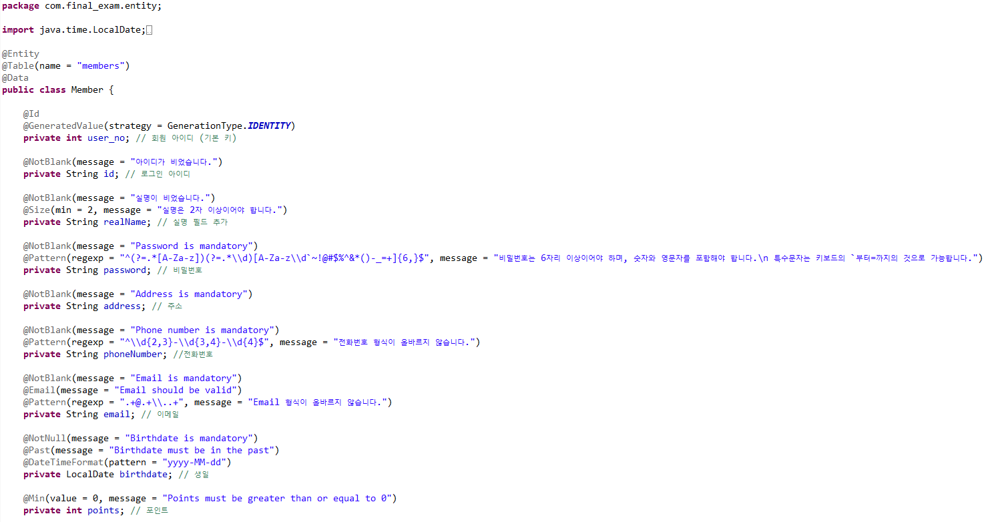 package com.final_exam.entity;
import java.time.LocalDate;
@Entity
@Table(name = "members")
@Data
public class Member {
@Id
@GeneratedValue(strategy = GenerationType.IDENTITY)
private int user_no; // 회원 아이디 (기본 키)
@NotBlank(message = "아이디가 비었습니다.")
private String id; // 로그인 아이디
@NotBlank(message = "실명이 비었습니다.")
@Size(min = 2, message = "실명은 2자 이상이어야 합니다.")
private String realName; // 실명 필드 추가
@NotBlank(message = "Password is mandatory")
@Pattern(regexp = "^(?=.*[A-Za-z])(?=.*\\d)[A-Za-z\\d`~!@#$%^&*()-_=+]{6,}$", message = "비밀번호는 6자리 이상이어야 하며, 숫자와 영문자를 포함해야 합니다.\n 특수문자는 키보드의 `부터=까지의 것으로 가능합니다.")
private String password; // 비밀번호
@NotBlank(message = "Address is mandatory")
private String address; // 주소
@NotBlank(message = "Phone number is mandatory")
@Pattern(regexp = "^\\d{2,3}-\\d{3,4}-\\d{4}$", message = "전화번호 형식이 올바르지 않습니다.")
private String phoneNumber; //전화번호
@NotBlank(message = "Email is mandatory")
@Email(message = "Email should be valid")
@Pattern(regexp = ".+@.+\\..+", message = "Email 형식이 올바르지 않습니다.")
private String email; // 이메일
@NotNull(message = "Birthdate is mandatory")
@Past(message = "Birthdate must be in the past")
@DateTimeFormat(pattern = "yyyy-MM-dd")
private LocalDate birthdate; // 생일
@Min(value = 0, message = "Points must be greater than or equal to 0")
private int points; // 포인트